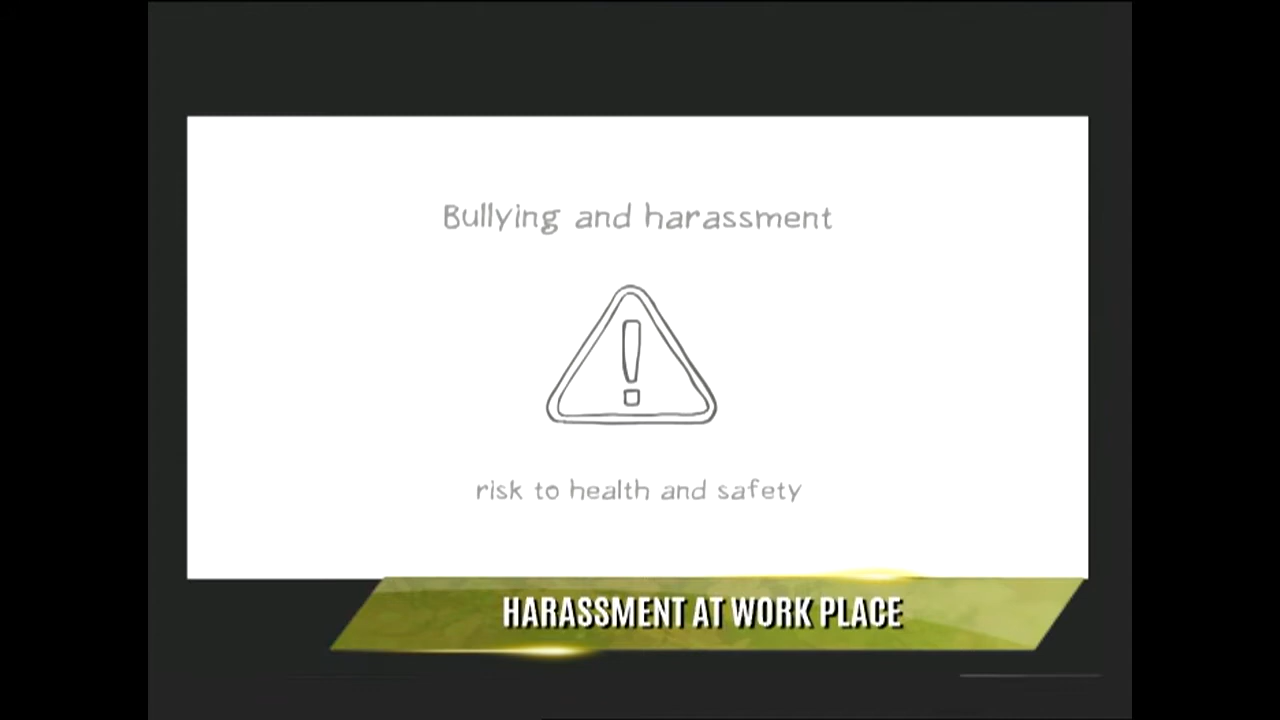 Bullying and harassment
!
risk to health and safety
HARASSMENT AT WORK PLACE